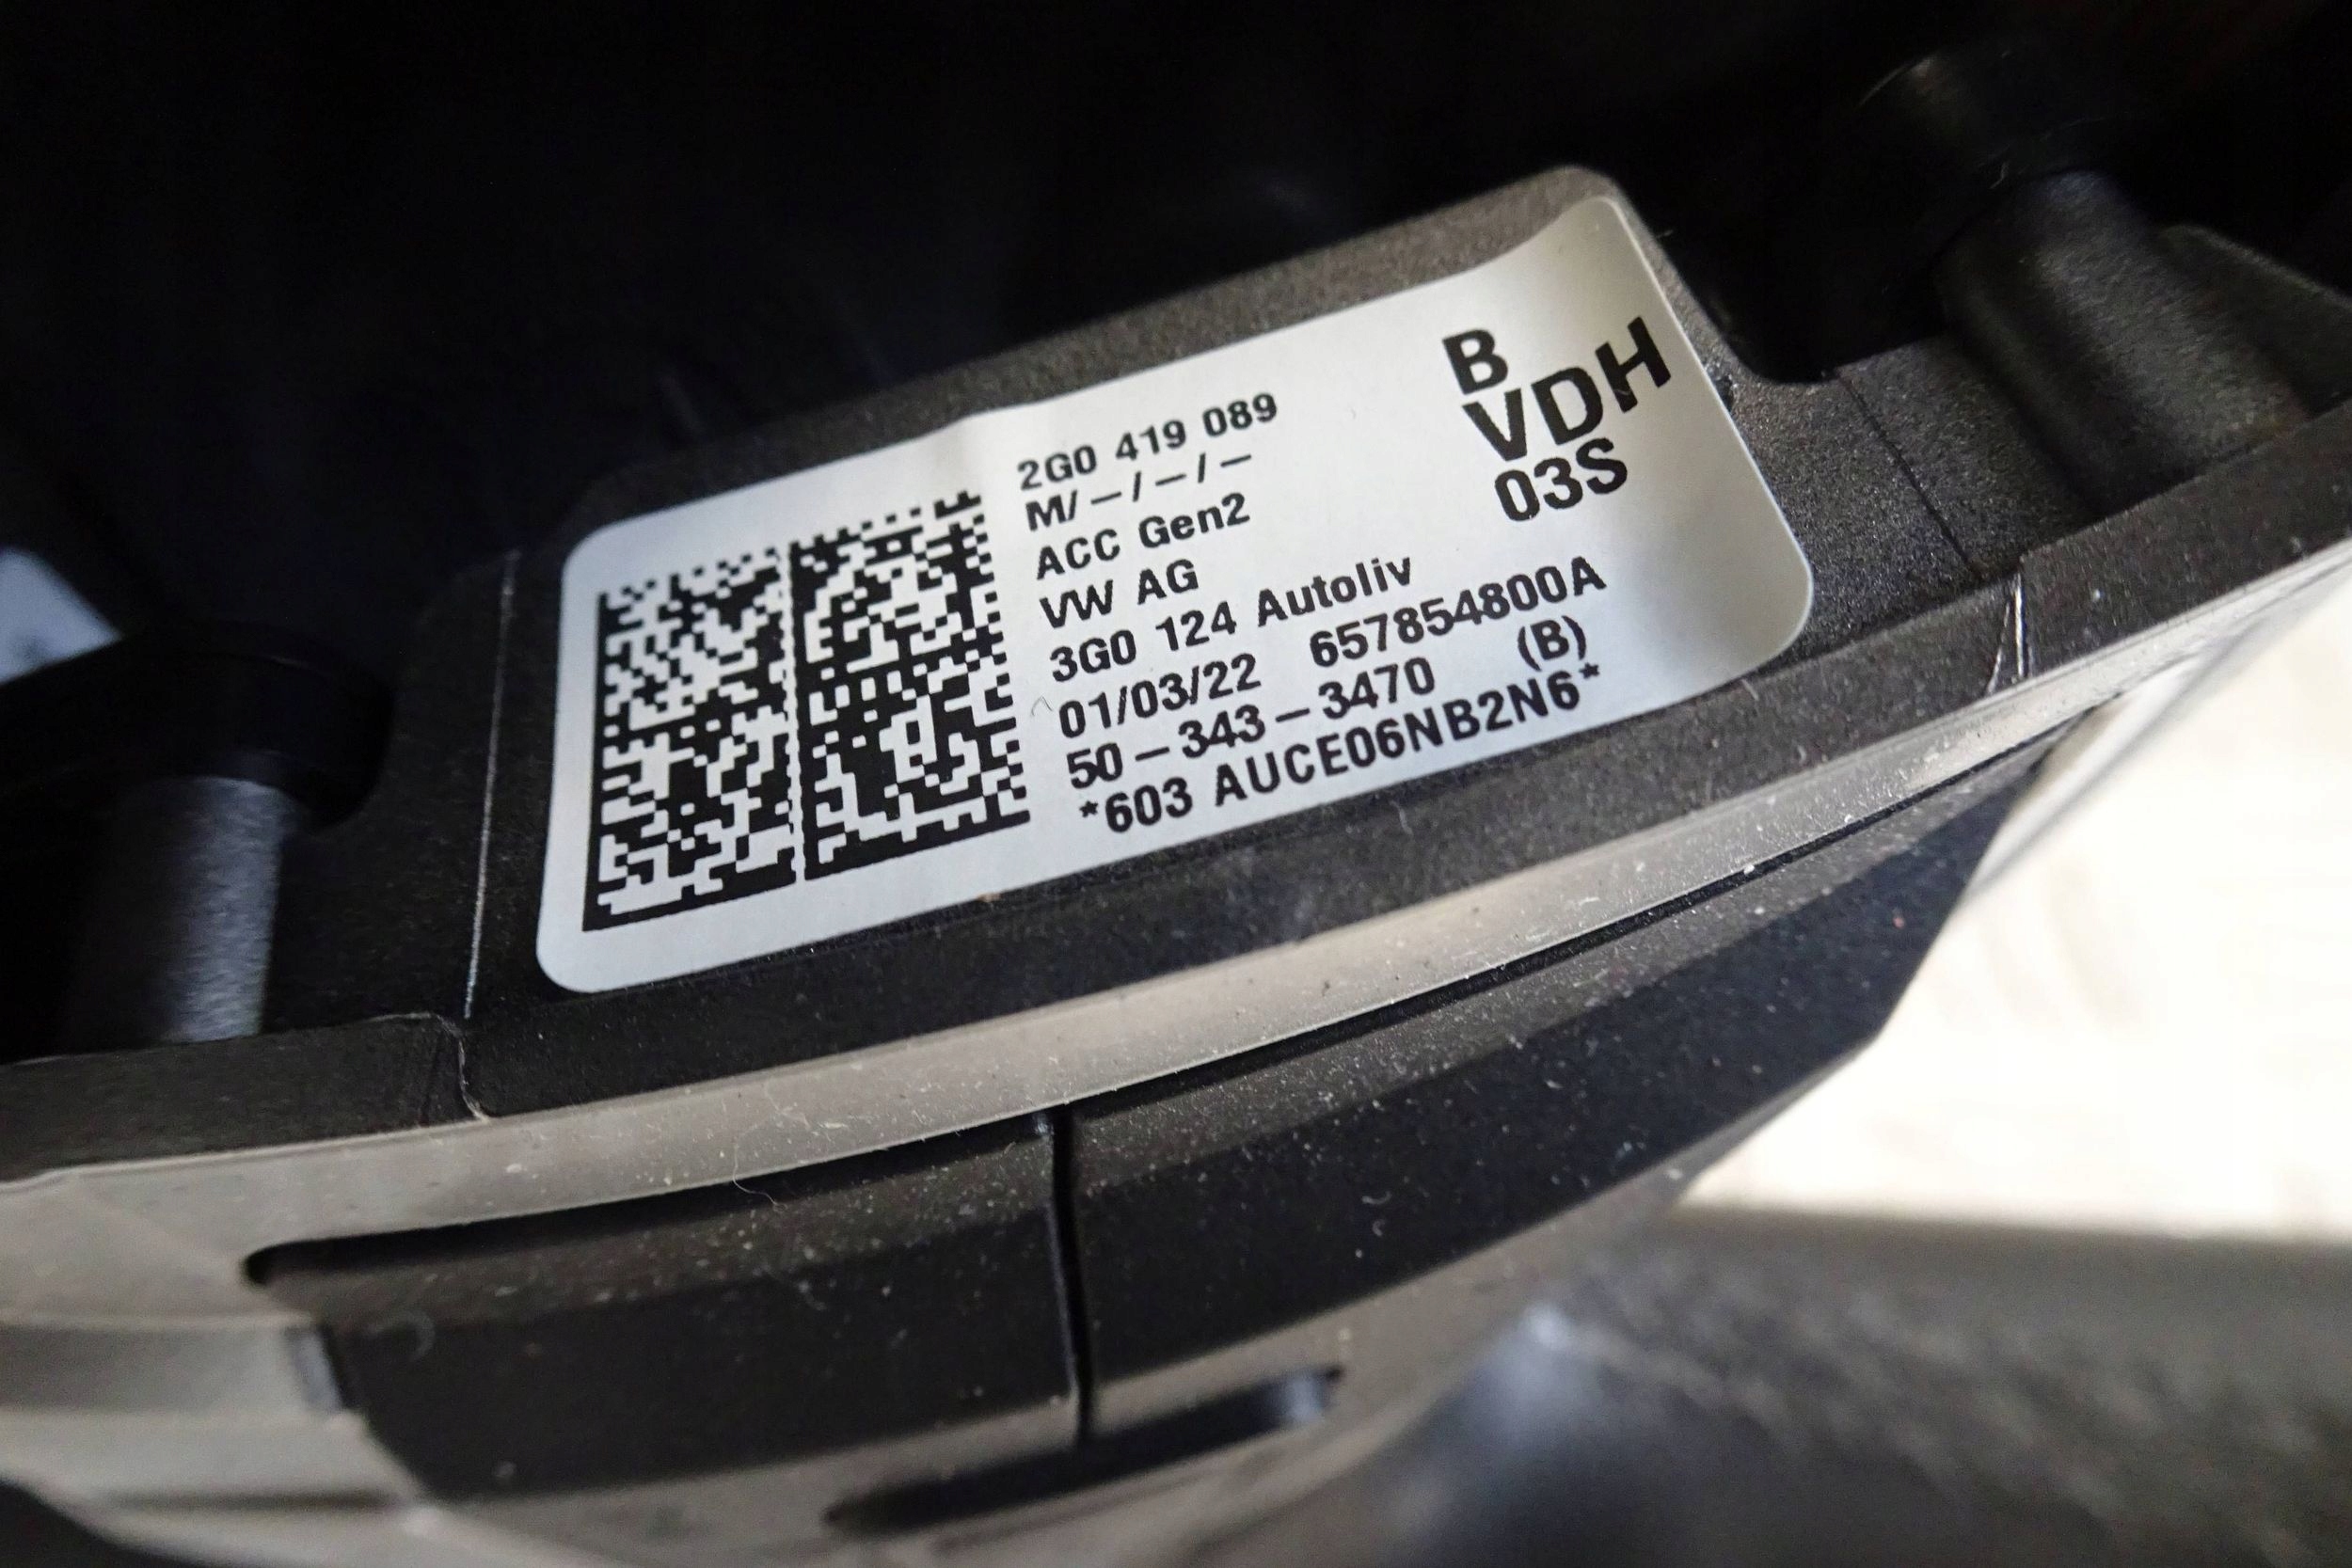 2G0 419 089
B
M/–/–/–
VDH
ACC Gen2
03S
VW AG
3G0 124 Autoliv
01/03/22 657854800A
50–343–3470 (B)
*603 AUCE06NB2N6*